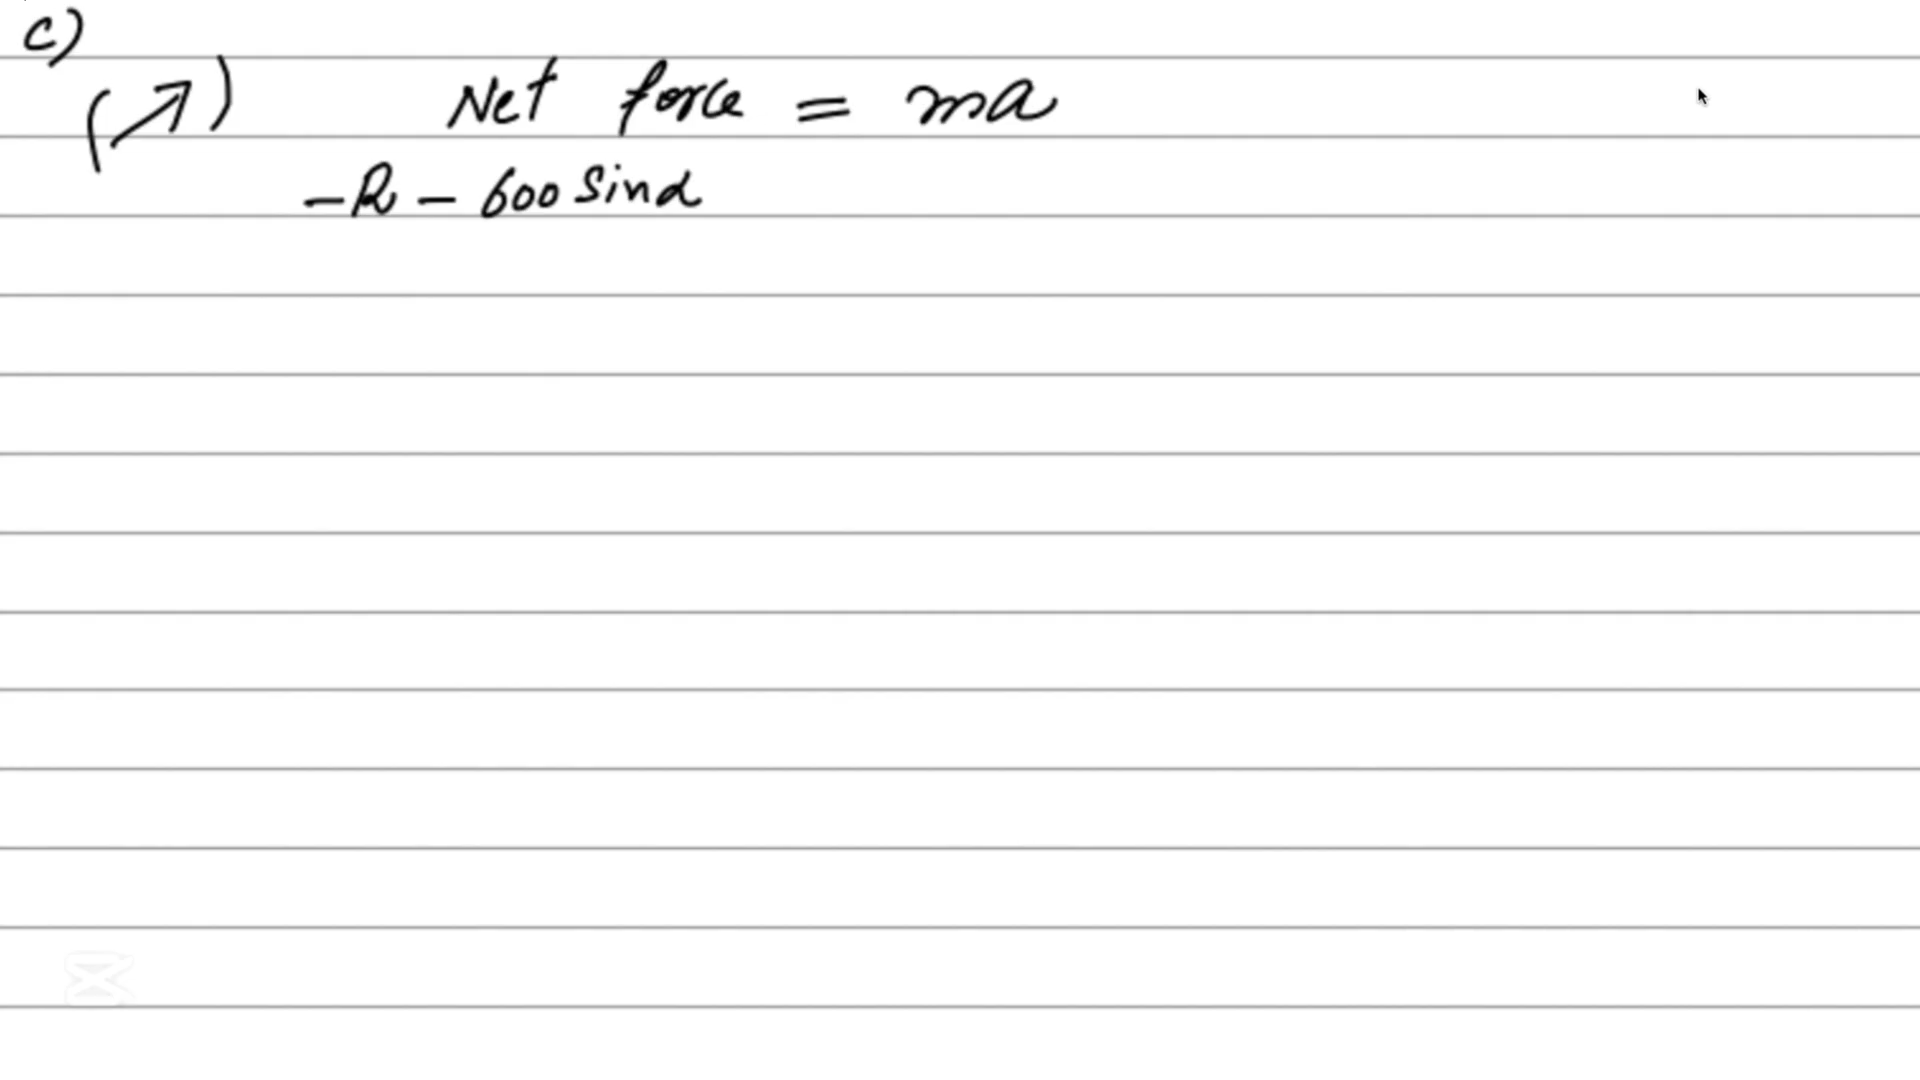 c)
(↗) Net force = ma
-R - 600 sinα